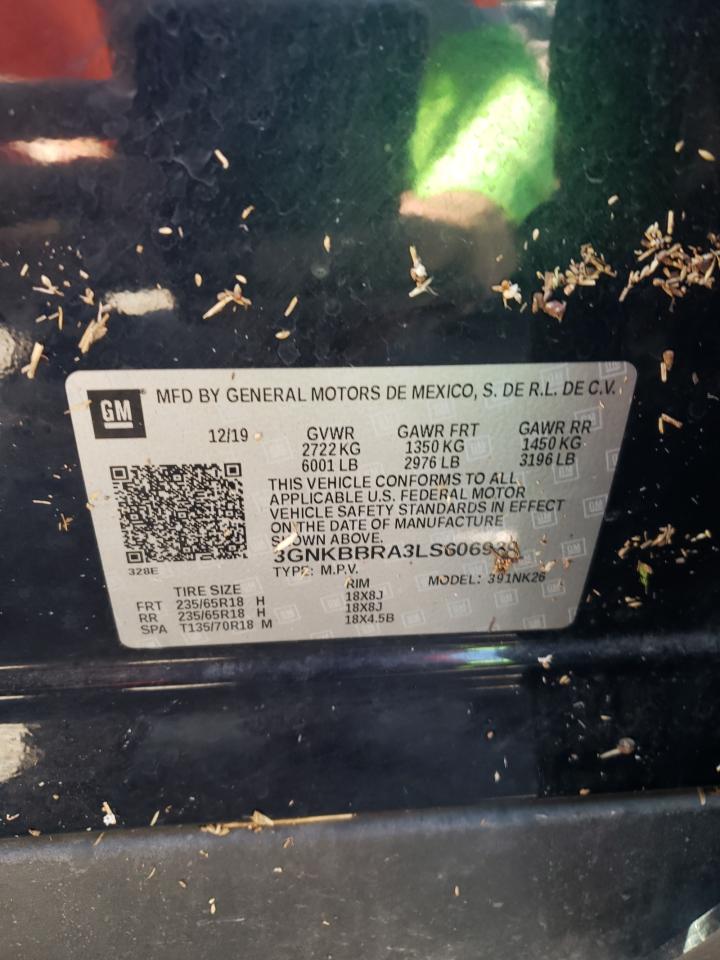 GM
MFD BY GENERAL MOTORS DE MEXICO, S. DE R.L. DE C.V.
12/19 GVWR GAWR FRT GAWR RR
2722 KG 1350 KG 1450 KG
6001 LB 2976 LB 3196 LB
THIS VEHICLE CONFORMS TO ALL
APPLICABLE U.S. FEDERAL MOTOR
VEHICLE SAFETY STANDARDS IN EFFECT
ON THE DATE OF MANUFACTURE
SHOWN ABOVE.
328E TYPE: M.P.V. MODEL: 391NK26
TIRE SIZE RIM
FRT 235/65R18 H 18X8J
RR 235/65R18 H 18X8J
SPA T135/70R18 M 18X4.5B